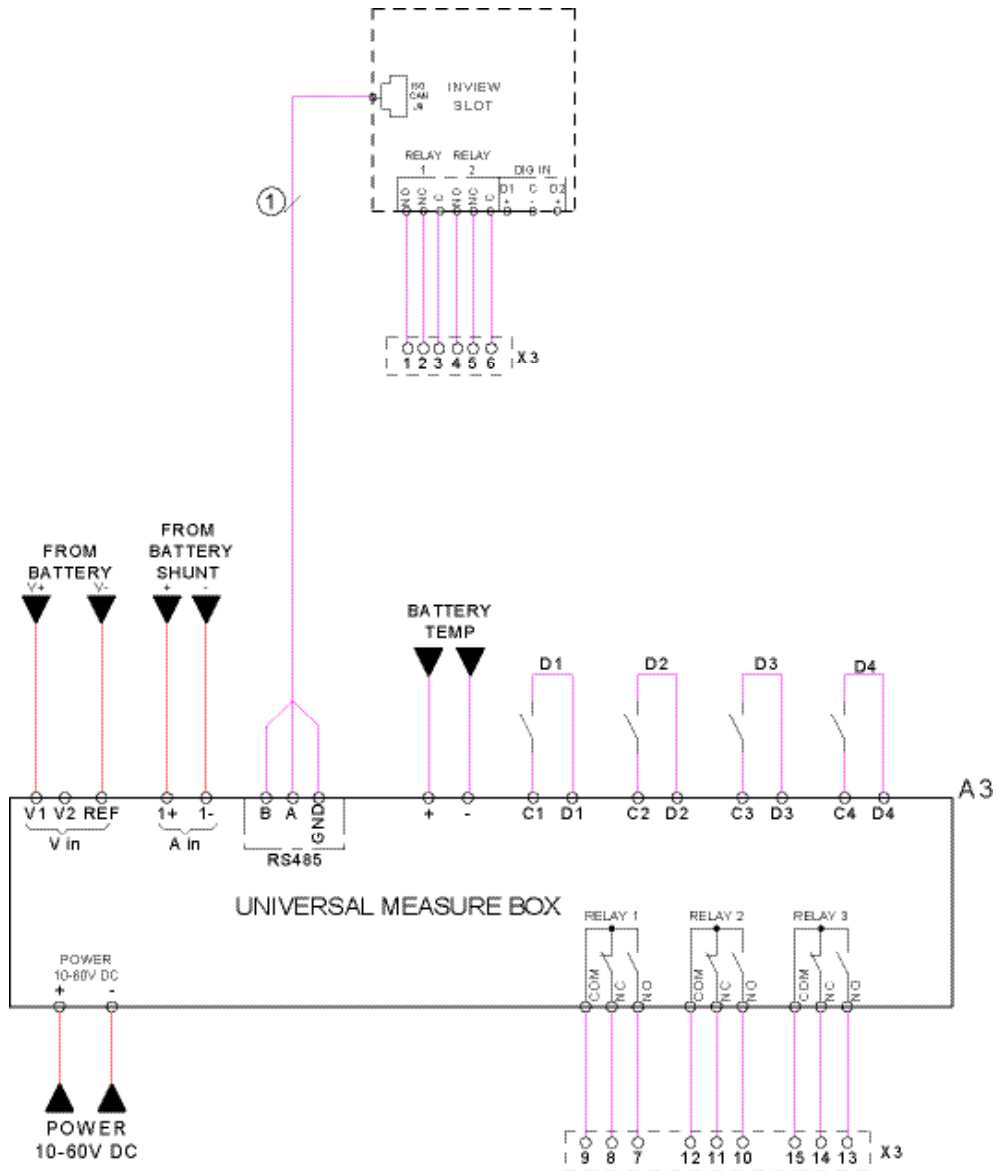 ISO
CAN
J8
INVIEW
SLOT
RELAY RELAY
1 2 DIG IN
NO NC C NO NC C D1 C D2
+ - +
1
1 2 3 4 5 6 X3
FROM
BATTERY
V+ V-
FROM
BATTERY
SHUNT
+ -
BATTERY
TEMP
D1 D2 D3 D4
A3
V1 V2 REF 1+ 1- B A GND + - C1 D1 C2 D2 C3 D3 C4 D4
V in A in
RS485
UNIVERSAL MEASURE BOX
RELAY 1 RELAY 2 RELAY 3
POWER
10-60V DC
+ -
COM NC NO COM NC NO COM NC NO
POWER
10-60V DC
9 8 7 12 11 10 15 14 13 X3